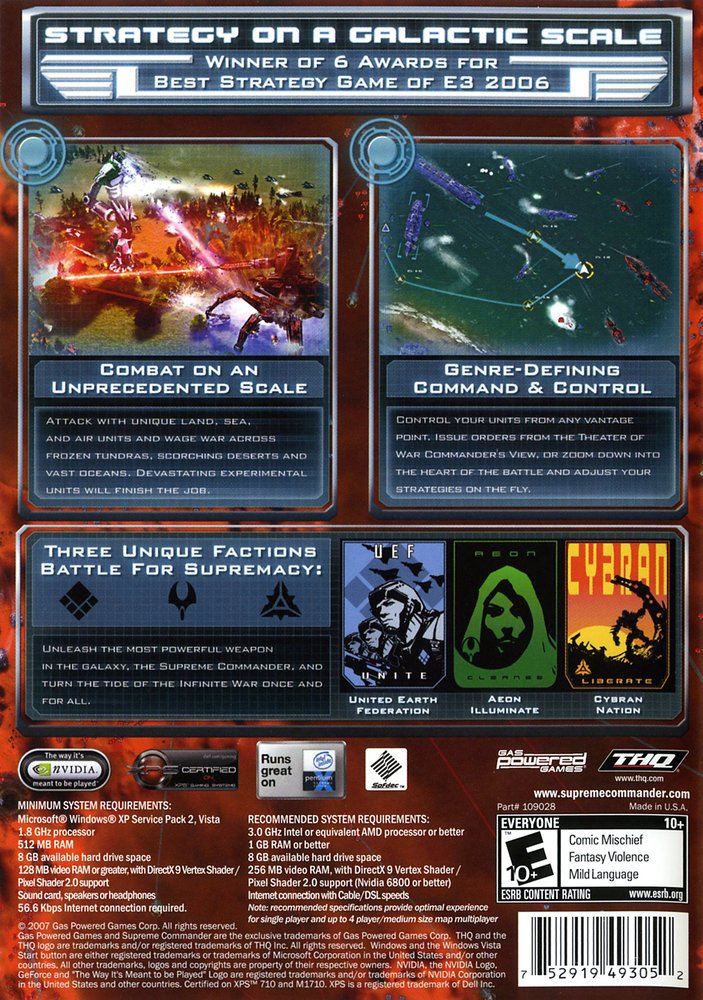 STRATEGY ON A GALACTIC SCALE
WINNER OF 6 AWARDS FOR
BEST STRATEGY GAME OF E3 2006
COMBAT ON AN
UNPRECEDENTED SCALE
ATTACK WITH UNIQUE LAND, SEA,
AND AIR UNITS AND WAGE WAR ACROSS
FROZEN TUNDRAS, SCORCHING DESERTS AND
VAST OCEANS. DEVASTATING EXPERIMENTAL
UNITS WILL FINISH THE JOB.
GENRE-DEFINING
COMMAND & CONTROL
CONTROL YOUR UNITS FROM ANY VANTAGE
POINT. ISSUE ORDERS FROM THE THEATER OF
WAR COMMANDER'S VIEW, OR ZOOM DOWN INTO
THE HEART OF THE BATTLE AND ADJUST YOUR
STRATEGIES ON THE FLY.
THREE UNIQUE FACTIONS
BATTLE FOR SUPREMACY:
UNLEASH THE MOST POWERFUL WEAPON
IN THE GALAXY, THE SUPREME COMMANDER, AND
TURN THE TIDE OF THE INFINITE WAR ONCE AND
FOR ALL.
UEF
UNITE
UNITED EARTH
FEDERATION
AEON
CLEANSE
AEON
ILLUMINATE
CYBRAN
LIBERATE
CYBRAN
NATION
The way it's
nVIDIA
meant to be played
CERTIFIED
ON
XPS GAMING SYSTEMS
Runs
great
on
intel
pentium
Sofdec™
GAS
powered
GAMES
THQ
www.thq.com
www.supremecommander.com
Part# 109028 Made in U.S.A.
MINIMUM SYSTEM REQUIREMENTS:
Microsoft® Windows® XP Service Pack 2, Vista
1.8 GHz processor
512 MB RAM
8 GB available hard drive space
128 MB video RAM or greater, with DirectX 9 Vertex Shader /
Pixel Shader 2.0 support
Sound card, speakers or headphones
56.6 Kbps Internet connection required.
RECOMMENDED SYSTEM REQUIREMENTS:
3.0 GHz Intel or equivalent AMD processor or better
1 GB RAM or better
8 GB available hard drive space
256 MB video RAM, with DirectX 9 Vertex Shader /
Pixel Shader 2.0 support (Nvidia 6800 or better)
Internet connection with Cable/DSL speeds
Note: recommended specifications provide optimal experience
for single player and up to 4 player/medium size map multiplayer
EVERYONE 10+
E
10+
Comic Mischief
Fantasy Violence
Mild Language
ESRB CONTENT RATING www.esrb.org
© 2007 Gas Powered Games Corp. All rights reserved.
Gas Powered Games and Supreme Commander are the exclusive trademarks of Gas Powered Games Corp. THQ and the
THQ logo are trademarks and/or registered trademarks of THQ Inc. All rights reserved. Windows and the Windows Vista
Start button are either registered trademarks or trademarks of Microsoft Corporation in the United States and/or other
countries. All other trademarks, logos and copyrights are property of their respective owners. NVIDIA, the NVIDIA Logo,
GeForce and "The Way It's Meant to be Played" Logo are registered trademarks and/or trademarks of NVIDIA Corporation in the
United States and other countries. Certified on XPS™ 710 and M1710. XPS is a registered trademark of Dell Inc.
7 52919 49305 2